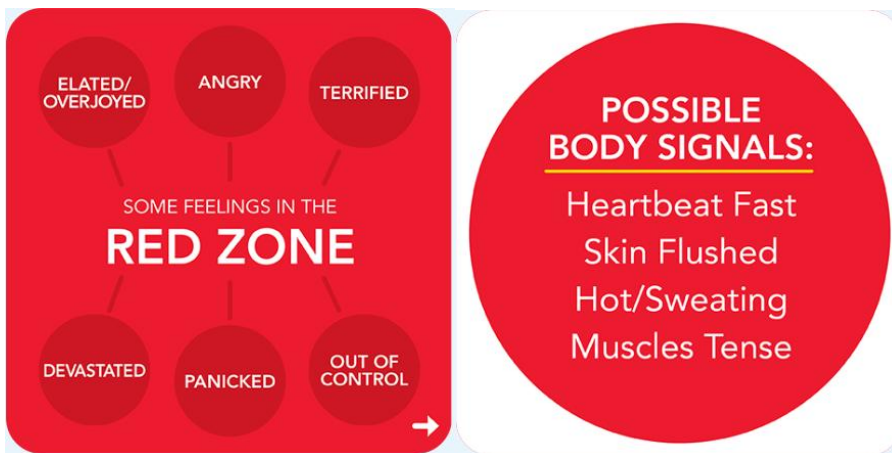 ELATED/
OVERJOYED
ANGRY
TERRIFIED
SOME FEELINGS IN THE
RED ZONE
DEVASTATED
PANICKED
OUT OF
CONTROL
POSSIBLE
BODY SIGNALS:
Heartbeat Fast
Skin Flushed
Hot/Sweating
Muscles Tense